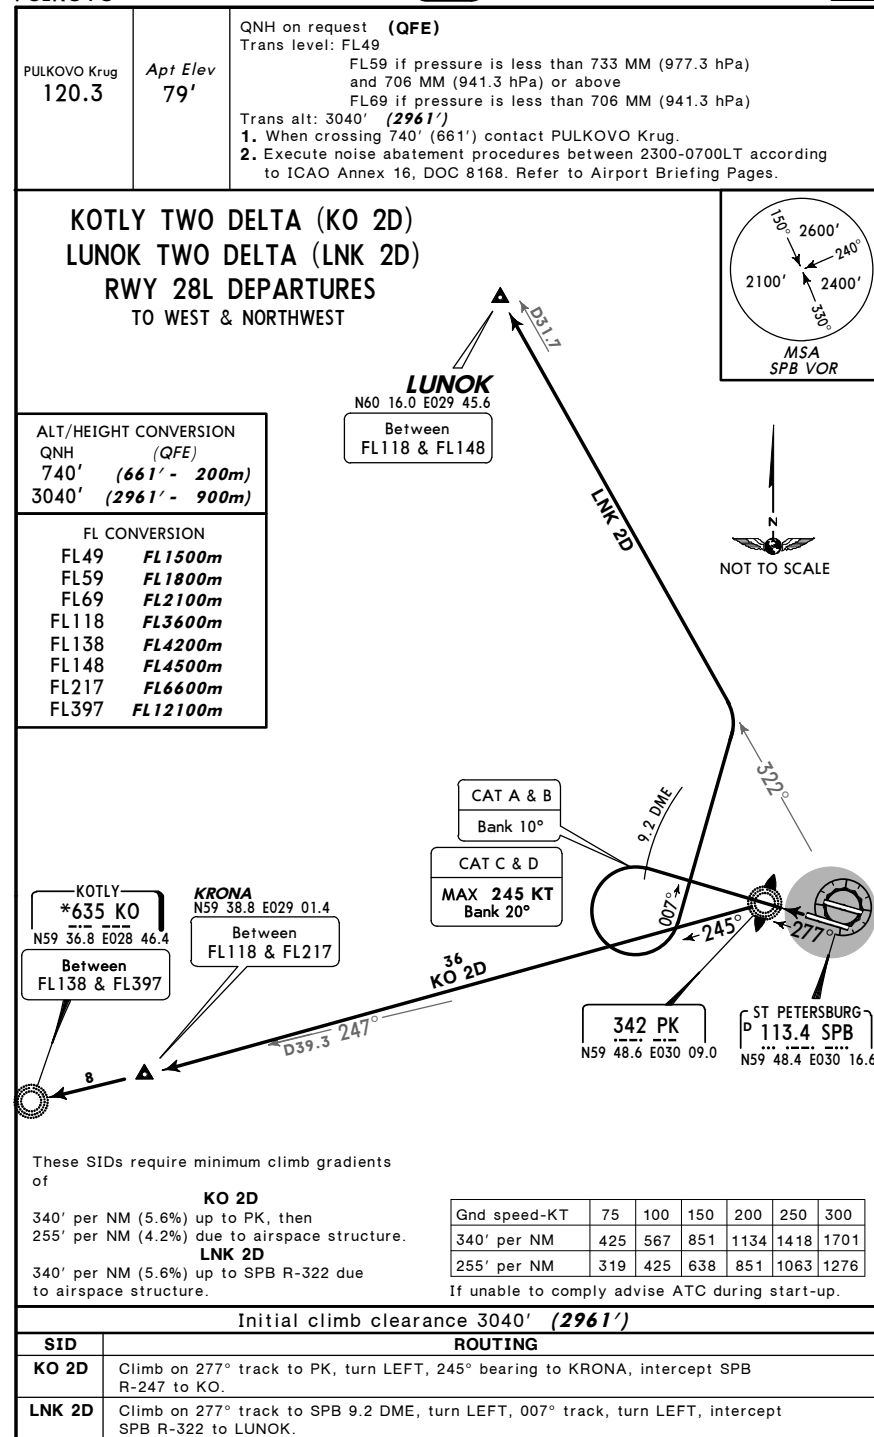 PULKOVO Krug
120.3
Apt Elev
79'
QNH on request (QFE)
Trans level: FL49
FL59 if pressure is less than 733 MM (977.3 hPa)
and 706 MM (941.3 hPa) or above
FL69 if pressure is less than 706 MM (941.3 hPa)
Trans alt: 3040' (2961')
1. When crossing 740' (661') contact PULKOVO Krug.
2. Execute noise abatement procedures between 2300-0700LT according
to ICAO Annex 16, DOC 8168. Refer to Airport Briefing Pages.
KOTLY TWO DELTA (KO 2D)
LUNOK TWO DELTA (LNK 2D)
RWY 28L DEPARTURES
TO WEST & NORTHWEST
150°
2600'
240°
2100'
2400'
330°
MSA
SPB VOR
D31.7
LUNOK
N60 16.0 E029 45.6
Between
FL118 & FL148
ALT/HEIGHT CONVERSION
QNH (QFE)
740' (661' - 200m)
3040' (2961' - 900m)
FL CONVERSION
FL49 FL1500m
FL59 FL1800m
FL69 FL2100m
FL118 FL3600m
FL138 FL4200m
FL148 FL4500m
FL217 FL6600m
FL397 FL12100m
LNK 2D
N
NOT TO SCALE
322°
CAT A & B
Bank 10°
9.2 DME
CAT C & D
MAX 245 KT
Bank 20°
007°
245°
277°
KOTLY
*635 KO
N59 36.8 E028 46.4
Between
FL138 & FL397
KRONA
N59 38.8 E029 01.4
Between
FL118 & FL217
36
KO 2D
D39.3 247°
8
342 PK
N59 48.6 E030 09.0
ST PETERSBURG
D 113.4 SPB
N59 48.4 E030 16.6
These SIDs require minimum climb gradients
of
KO 2D
340' per NM (5.6%) up to PK, then
255' per NM (4.2%) due to airspace structure.
LNK 2D
340' per NM (5.6%) up to SPB R-322 due
to airspace structure.
Gnd speed-KT 75 100 150 200 250 300
340' per NM 425 567 851 1134 1418 1701
255' per NM 319 425 638 851 1063 1276
If unable to comply advise ATC during start-up.
Initial climb clearance 3040' (2961')
SID ROUTING
KO 2D Climb on 277° track to PK, turn LEFT, 245° bearing to KRONA, intercept SPB
R-247 to KO.
LNK 2D Climb on 277° track to SPB 9.2 DME, turn LEFT, 007° track, turn LEFT, intercept
SPB R-322 to LUNOK.